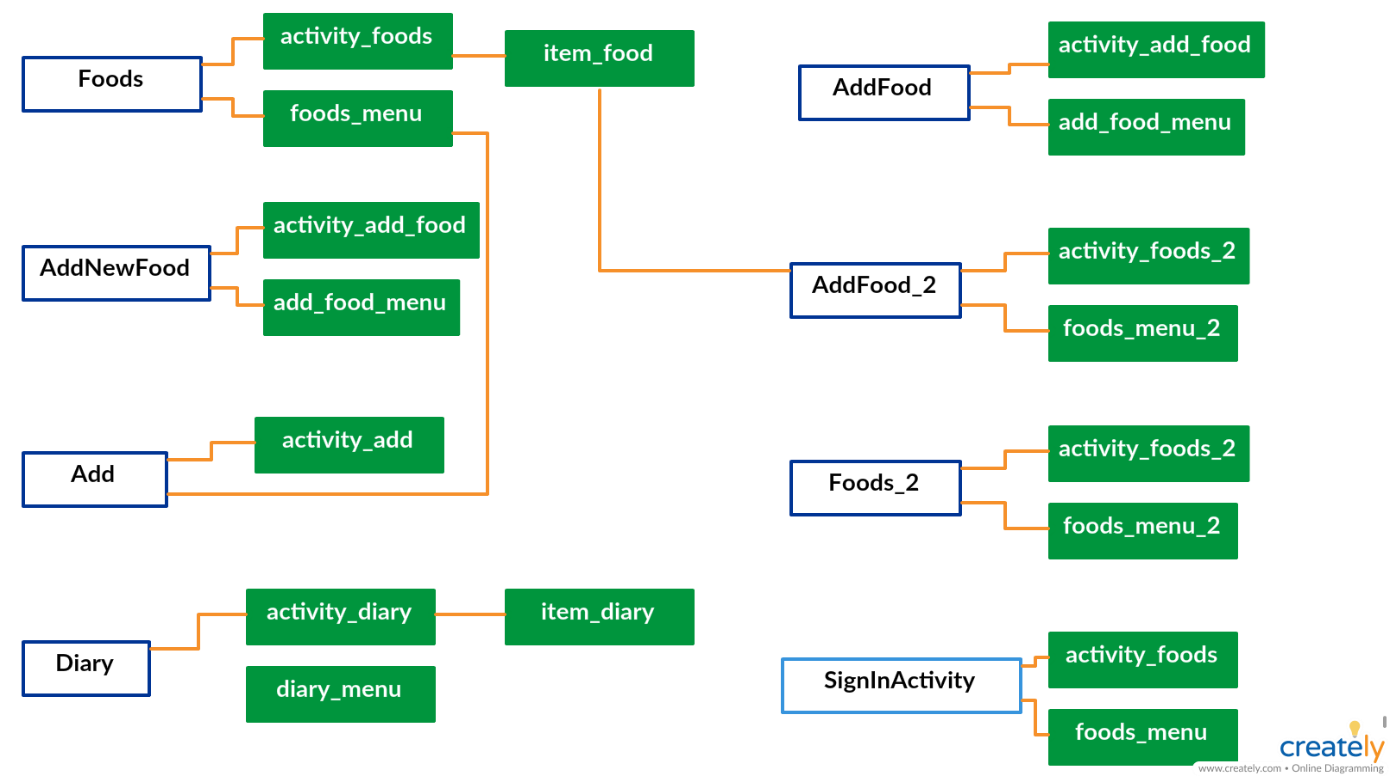 Foods
activity_foods
foods_menu
item_food
AddNewFood
activity_add_food
add_food_menu
Add
activity_add
Diary
activity_diary
diary_menu
item_diary
AddFood
activity_add_food
add_food_menu
AddFood_2
activity_foods_2
foods_menu_2
Foods_2
activity_foods_2
foods_menu_2
SignInActivity
activity_foods
foods_menu
creately
www.creately.com • Online Diagramming